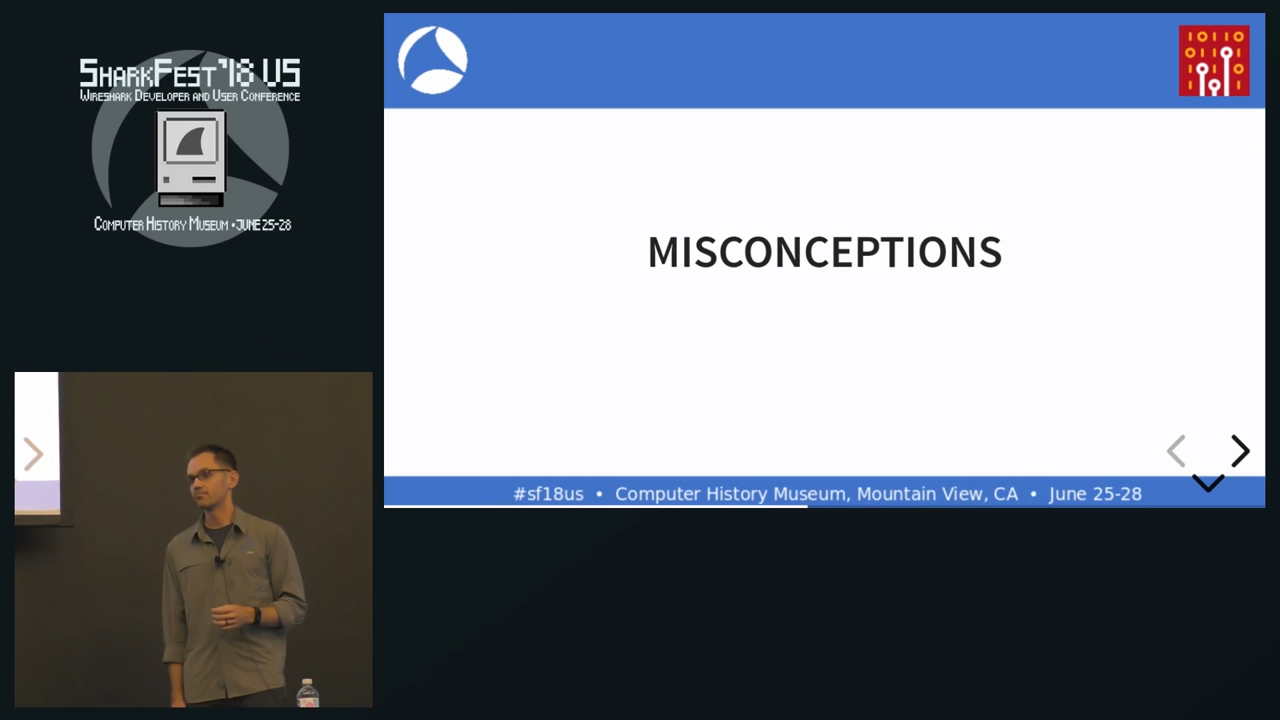 SharkFest'18 US
Wireshark Developer and User Conference
Computer History Museum • June 25-28
10110
MISCONCEPTIONS
#sf18us • Computer History Museum, Mountain View, CA • June 25-28